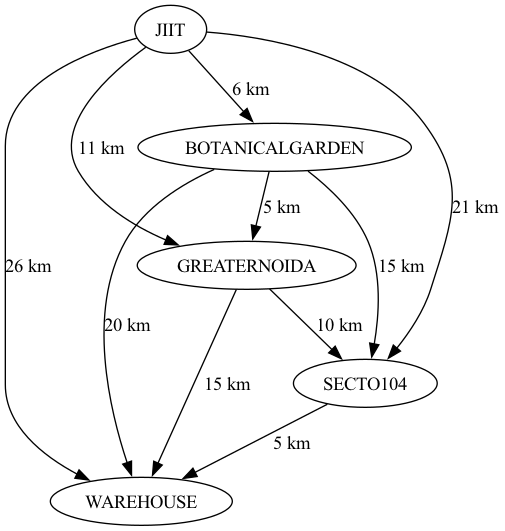 JIIT
6 km
BOTANICALGARDEN
11 km
5 km
21 km
GREATERNOIDA
26 km
15 km
20 km
10 km
SECTO104
15 km
5 km
WAREHOUSE